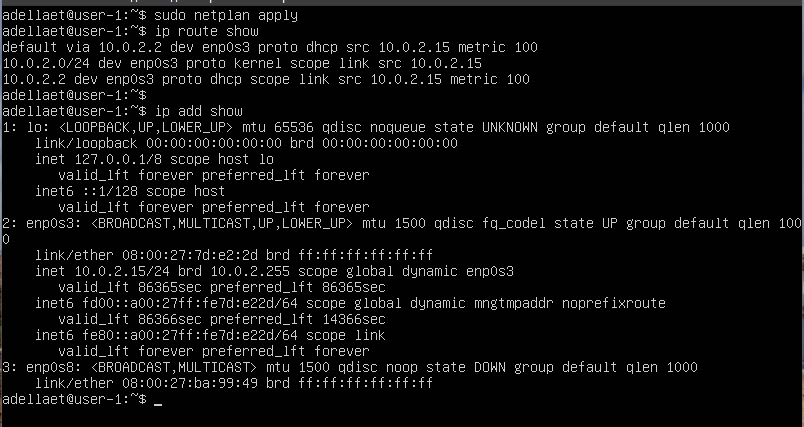 adellaet@user-1:~$ sudo netplan apply
adellaet@user-1:~$ ip route show
default via 10.0.2.2 dev enp0s3 proto dhcp src 10.0.2.15 metric 100
10.0.2.0/24 dev enp0s3 proto kernel scope link src 10.0.2.15
10.0.2.2 dev enp0s3 proto dhcp scope link src 10.0.2.15 metric 100
adellaet@user-1:~$
adellaet@user-1:~$ ip add show
1: lo: <LOOPBACK,UP,LOWER_UP> mtu 65536 qdisc noqueue state UNKNOWN group default qlen 1000
    link/loopback 00:00:00:00:00:00 brd 00:00:00:00:00:00
    inet 127.0.0.1/8 scope host lo
       valid_lft forever preferred_lft forever
    inet6 ::1/128 scope host
       valid_lft forever preferred_lft forever
2: enp0s3: <BROADCAST,MULTICAST,UP,LOWER_UP> mtu 1500 qdisc fq_codel state UP group default qlen 100
0
    link/ether 08:00:27:7d:e2:2d brd ff:ff:ff:ff:ff:ff
    inet 10.0.2.15/24 brd 10.0.2.255 scope global dynamic enp0s3
       valid_lft 86365sec preferred_lft 86365sec
    inet6 fd00::a00:27ff:fe7d:e22d/64 scope global dynamic mngtmpaddr noprefixroute
       valid_lft 86366sec preferred_lft 14366sec
    inet6 fe80::a00:27ff:fe7d:e22d/64 scope link
       valid_lft forever preferred_lft forever
3: enp0s8: <BROADCAST,MULTICAST> mtu 1500 qdisc noop state DOWN group default qlen 1000
    link/ether 08:00:27:ba:99:49 brd ff:ff:ff:ff:ff:ff
adellaet@user-1:~$ _